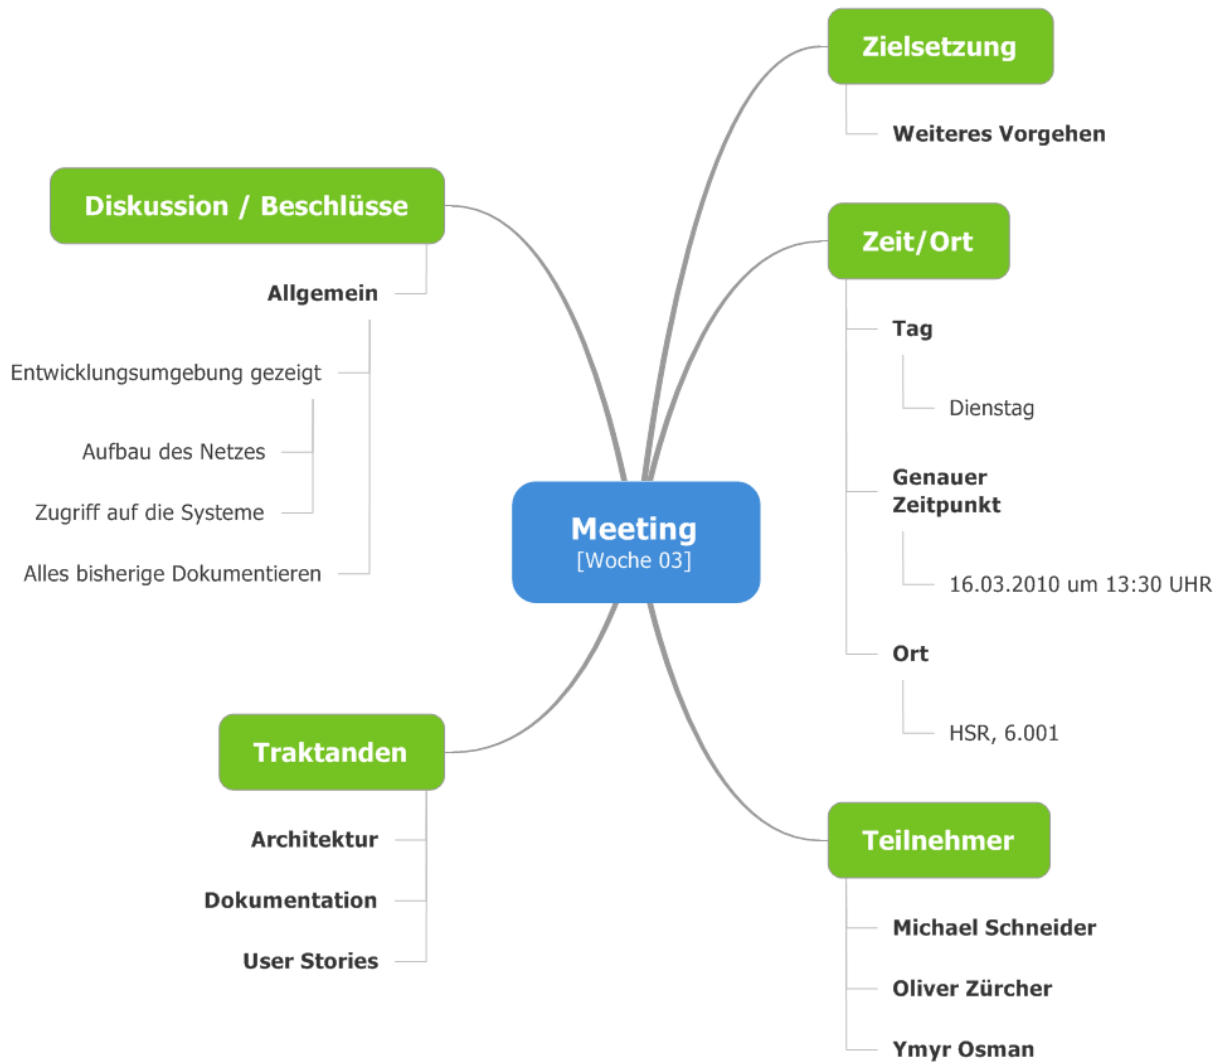 Zielsetzung
Weiteres Vorgehen
Zeit/Ort
Tag
Dienstag
Genauer
Zeitpunkt
16.03.2010 um 13:30 UHR
Ort
HSR, 6.001
Teilnehmer
Michael Schneider
Oliver Zürcher
Ymyr Osman
Meeting
[Woche 03]
Diskussion / Beschlüsse
Allgemein
Entwicklungsumgebung gezeigt
Aufbau des Netzes
Zugriff auf die Systeme
Alles bisherige Dokumentieren
Traktanden
Architektur
Dokumentation
User Stories